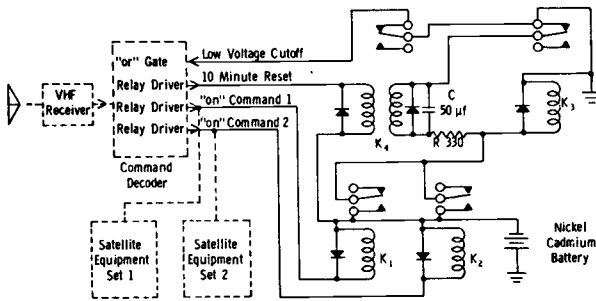 "or" Gate
Low Voltage Cutoff
Relay Driver
10 Minute Reset
VHF
Receiver
Relay Driver
"on" Command 1
Relay Driver
"on" Command 2
Command
Decoder
K4
C
50 µf
R 330
K3
Satellite
Equipment
Set 1
Satellite
Equipment
Set 2
K1
K2
Nickel
Cadmium
Battery